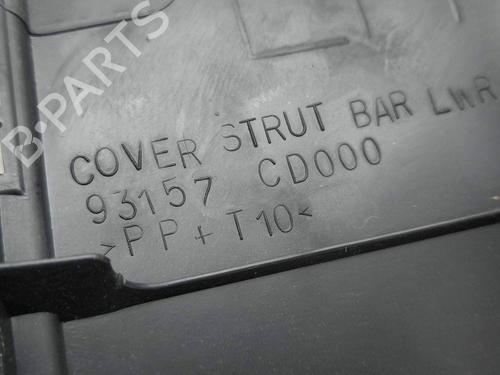 B-PARTS
COVER STRUT BAR LWR
93157 CD000
>PP+T10<